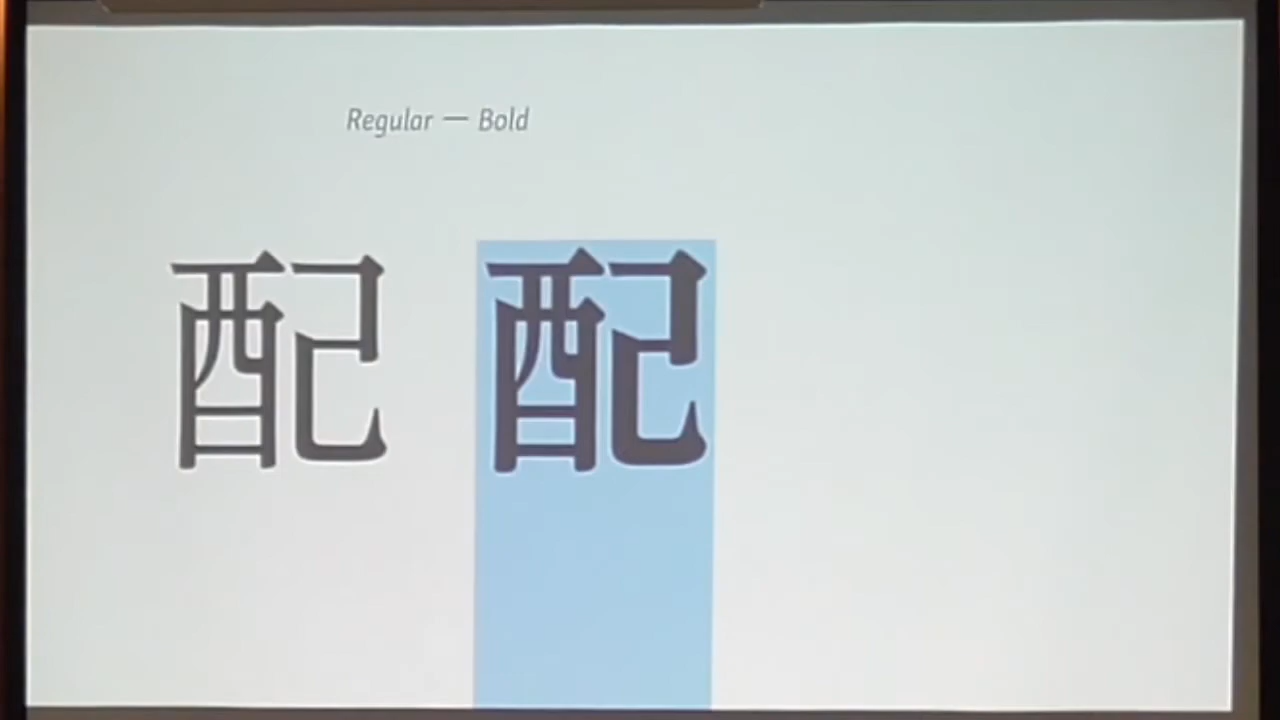 Regular — Bold
配 配